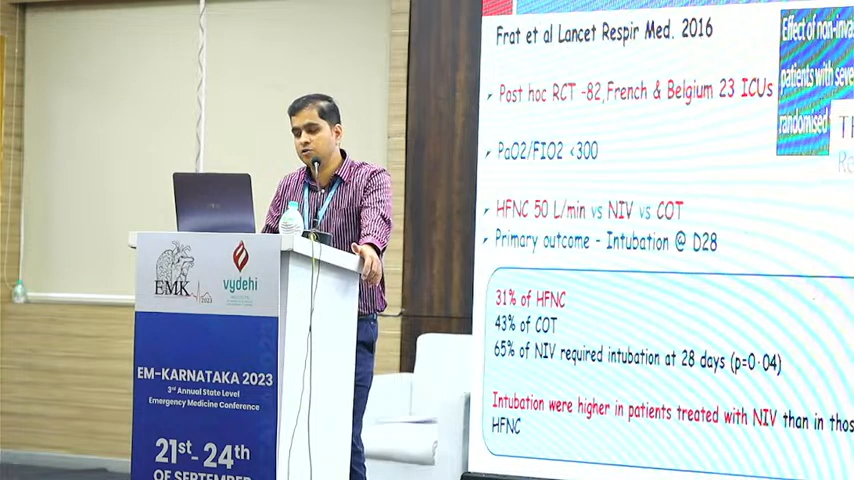 EMK
2023
vydehi
EM-KARNATAKA 2023
3rd Annual State Level
Emergency Medicine Conference
21st - 24th
OF SEPTEMBER
Frat et al Lancet Respir Med. 2016
Post hoc RCT -82,French & Belgium 23 ICUs
PaO2/FIO2 <300
HFNC 50 L/min vs NIV vs COT
Primary outcome - Intubation @ D28
31% of HFNC
43% of COT
65% of NIV required intubation at 28 days (p=0·04)
Intubation were higher in patients treated with NIV than in thos
HFNC
Effect of non-inva
patients with seve
randomised